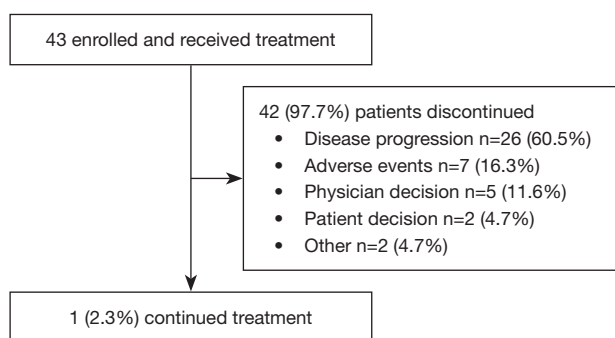 43 enrolled and received treatment
42 (97.7%) patients discontinued
• Disease progression n=26 (60.5%)
• Adverse events n=7 (16.3%)
• Physician decision n=5 (11.6%)
• Patient decision n=2 (4.7%)
• Other n=2 (4.7%)
1 (2.3%) continued treatment